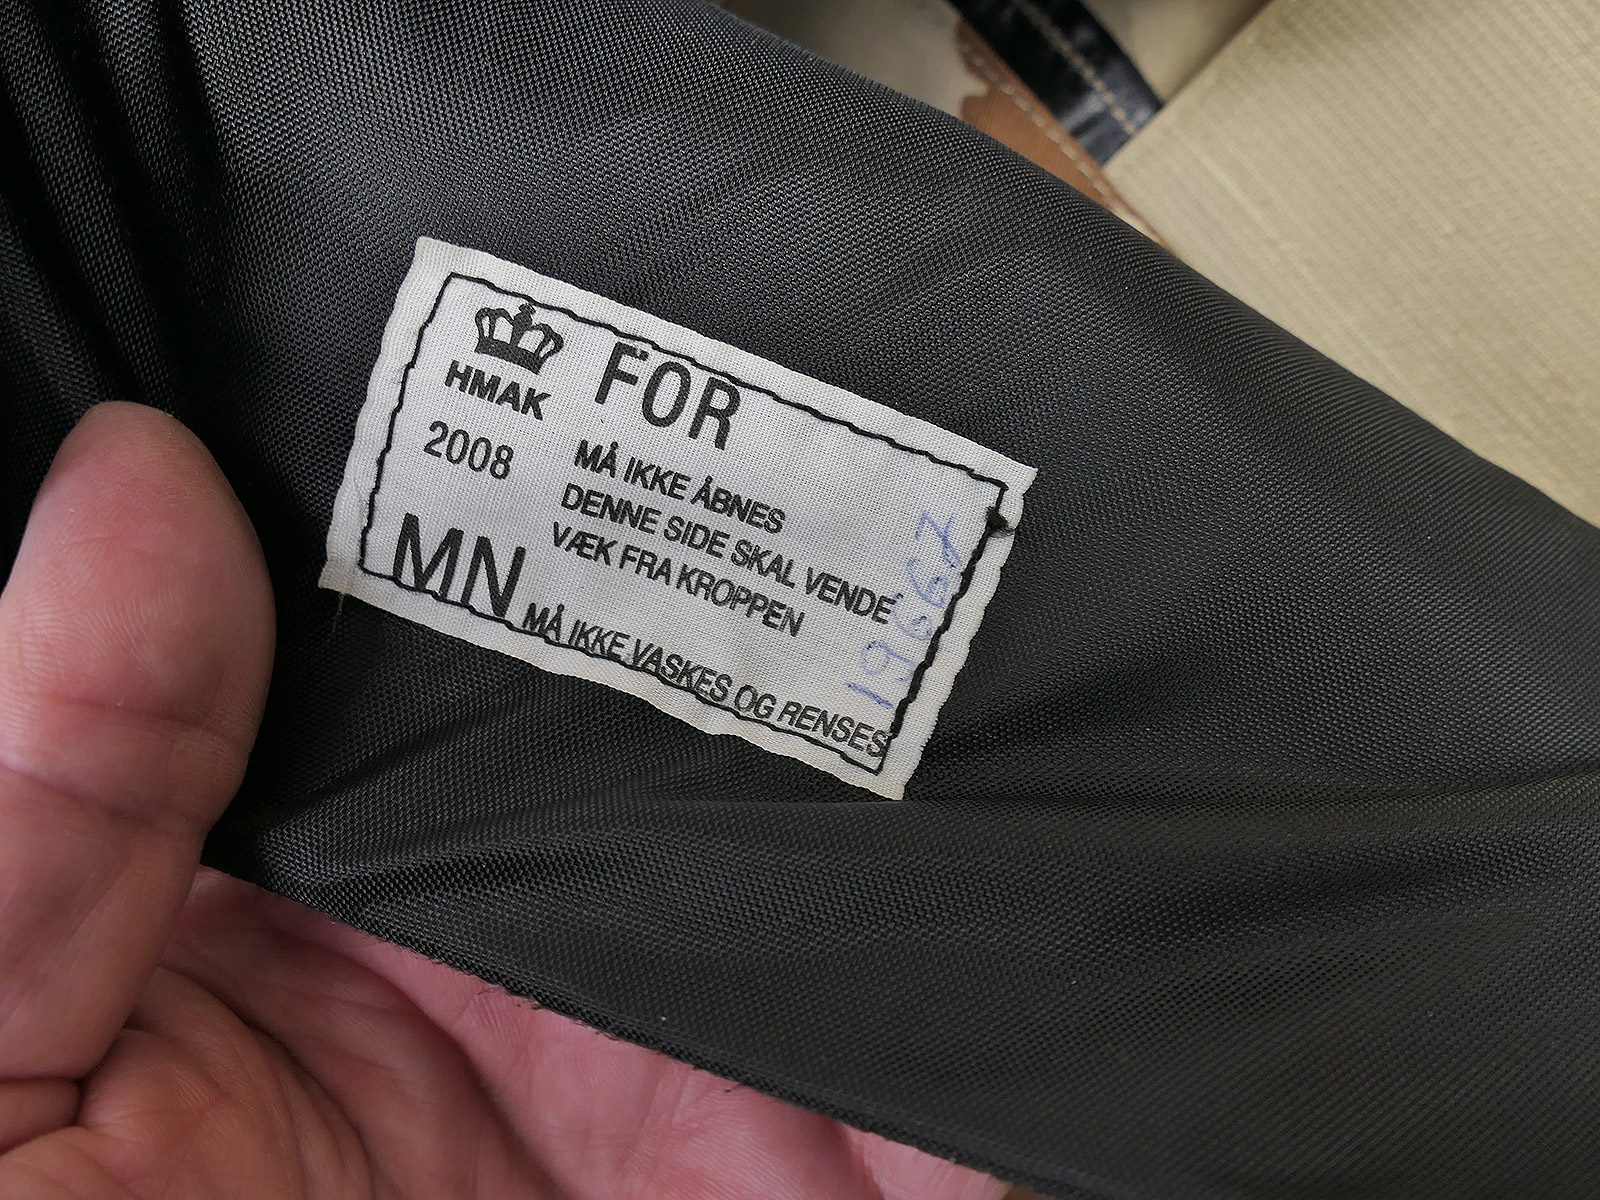 HMAK
2008
MN
FOR
MÅ IKKE ÅBNES
DENNE SIDE SKAL VENDE
VÆK FRA KROPPEN
MÅ IKKE VASKES OG RENSES
19667